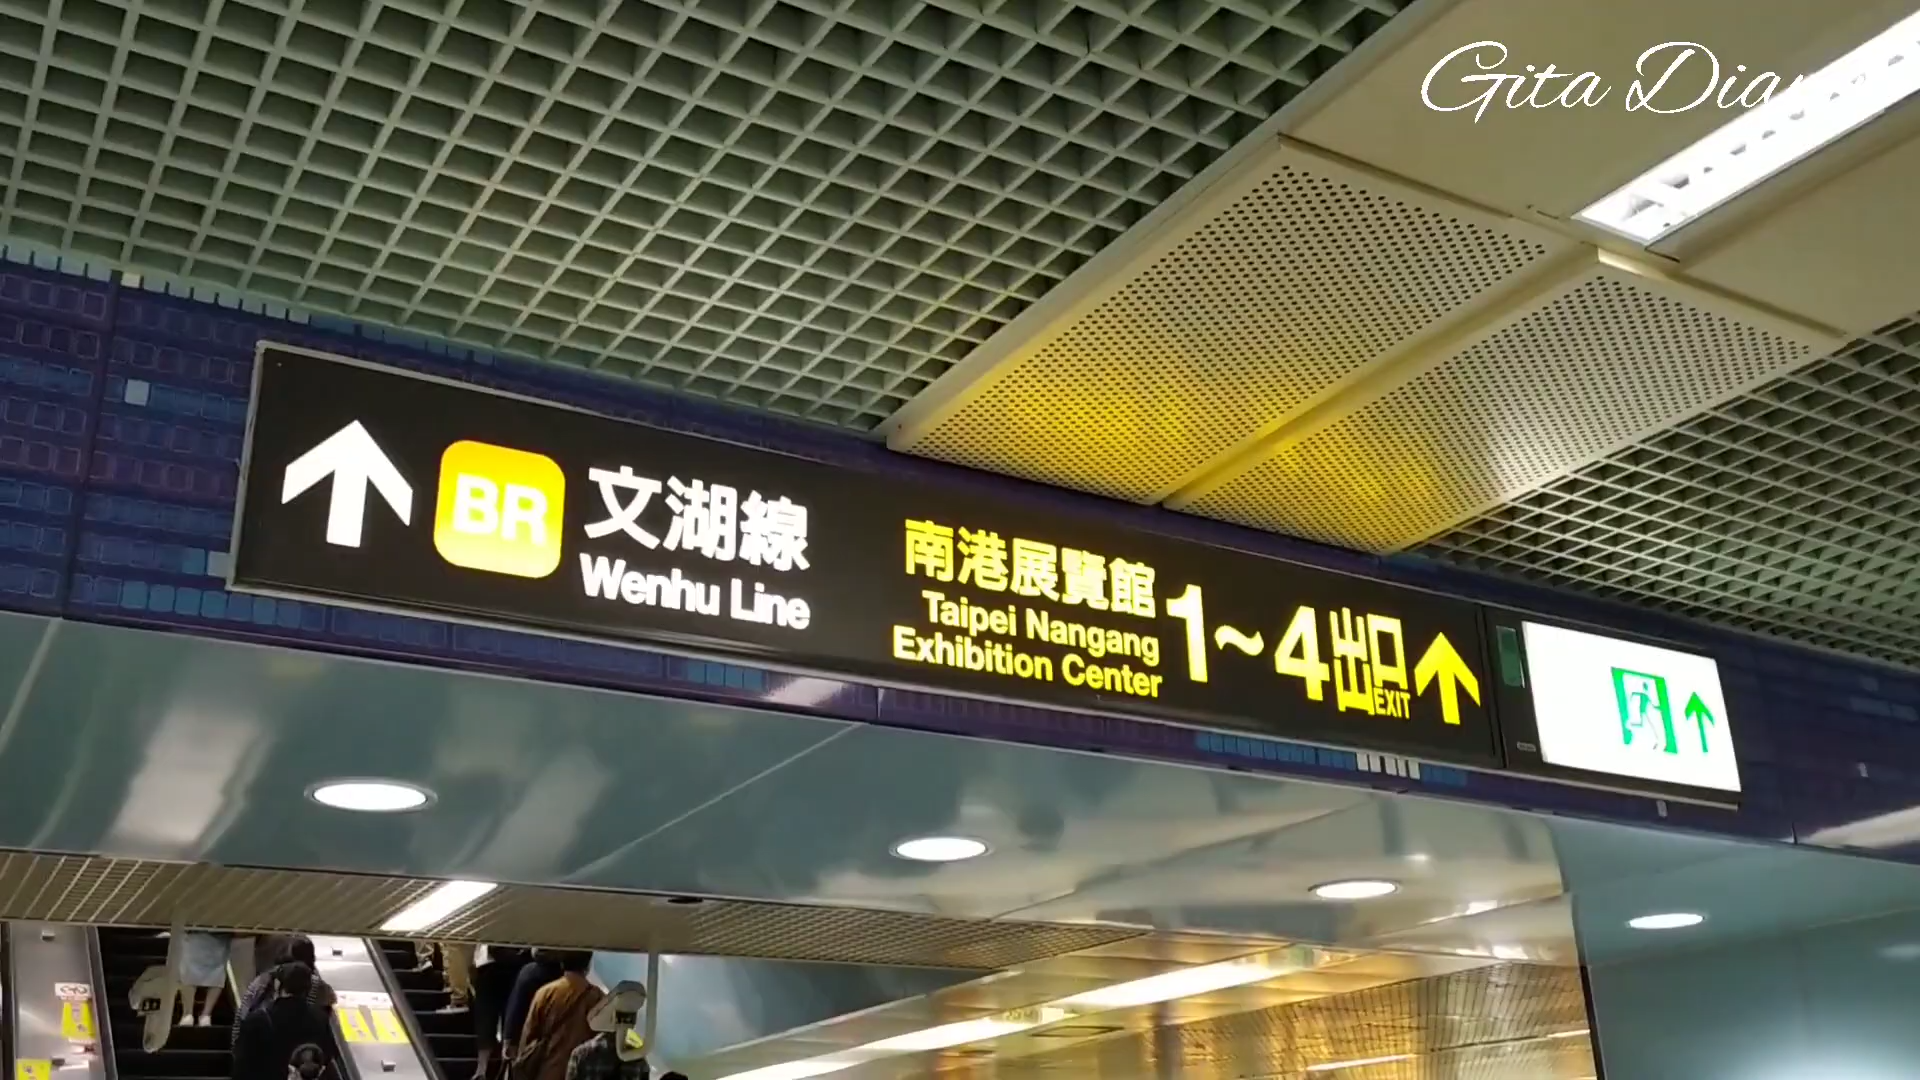 Gita Dian
BR
文湖線
Wenhu Line
南港展覽館
Taipei Nangang
Exhibition Center
1~4出口
EXIT